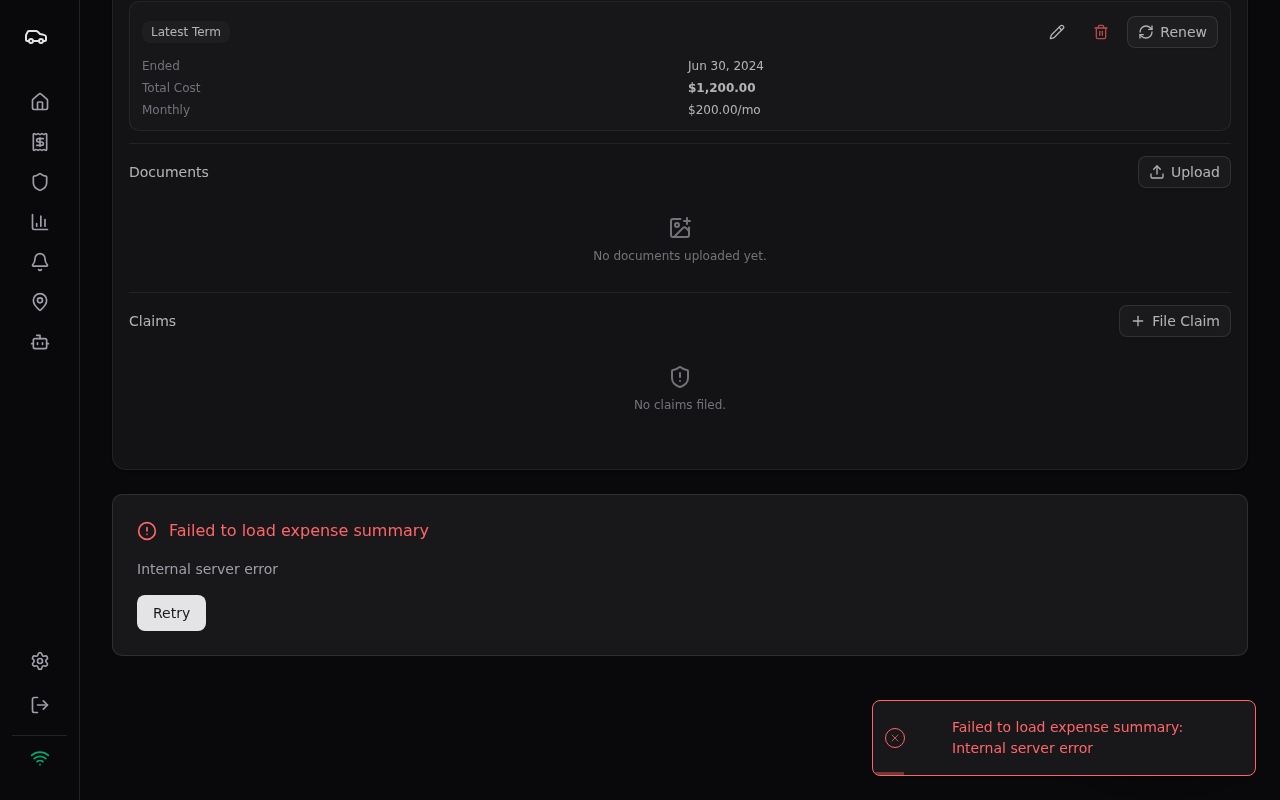 Latest Term
Renew
Ended
Jun 30, 2024
Total Cost
$1,200.00
Monthly
$200.00/mo
Documents
Upload
No documents uploaded yet.
Claims
File Claim
No claims filed.
Failed to load expense summary
Internal server error
Retry
Failed to load expense summary:
Internal server error